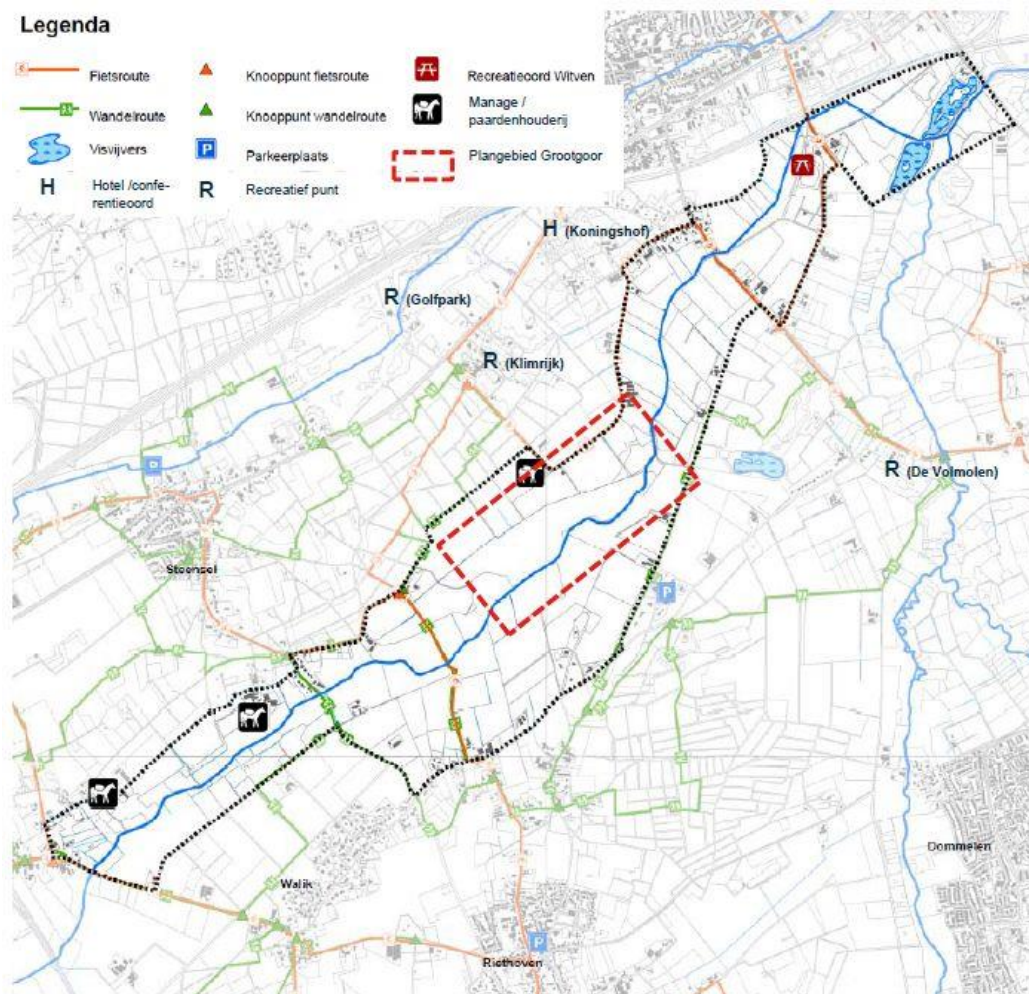 Legenda
Fietsroute
Knooppunt fietsroute
Recreatieoord Witven
Wandelroute
Knooppunt wandelroute
Manage /
paardenhouderij
Visvijvers
P
Parkeerplaats
Plangebied Grootgoor
H
Hotel /confe-
rentieoord
R
Recreatief punt
H (Koningshof)
R (Golfpark)
R (Klimrijk)
R (De Volmolen)
P
Steensel
P
Dommelen
Walik
P
Riethoven